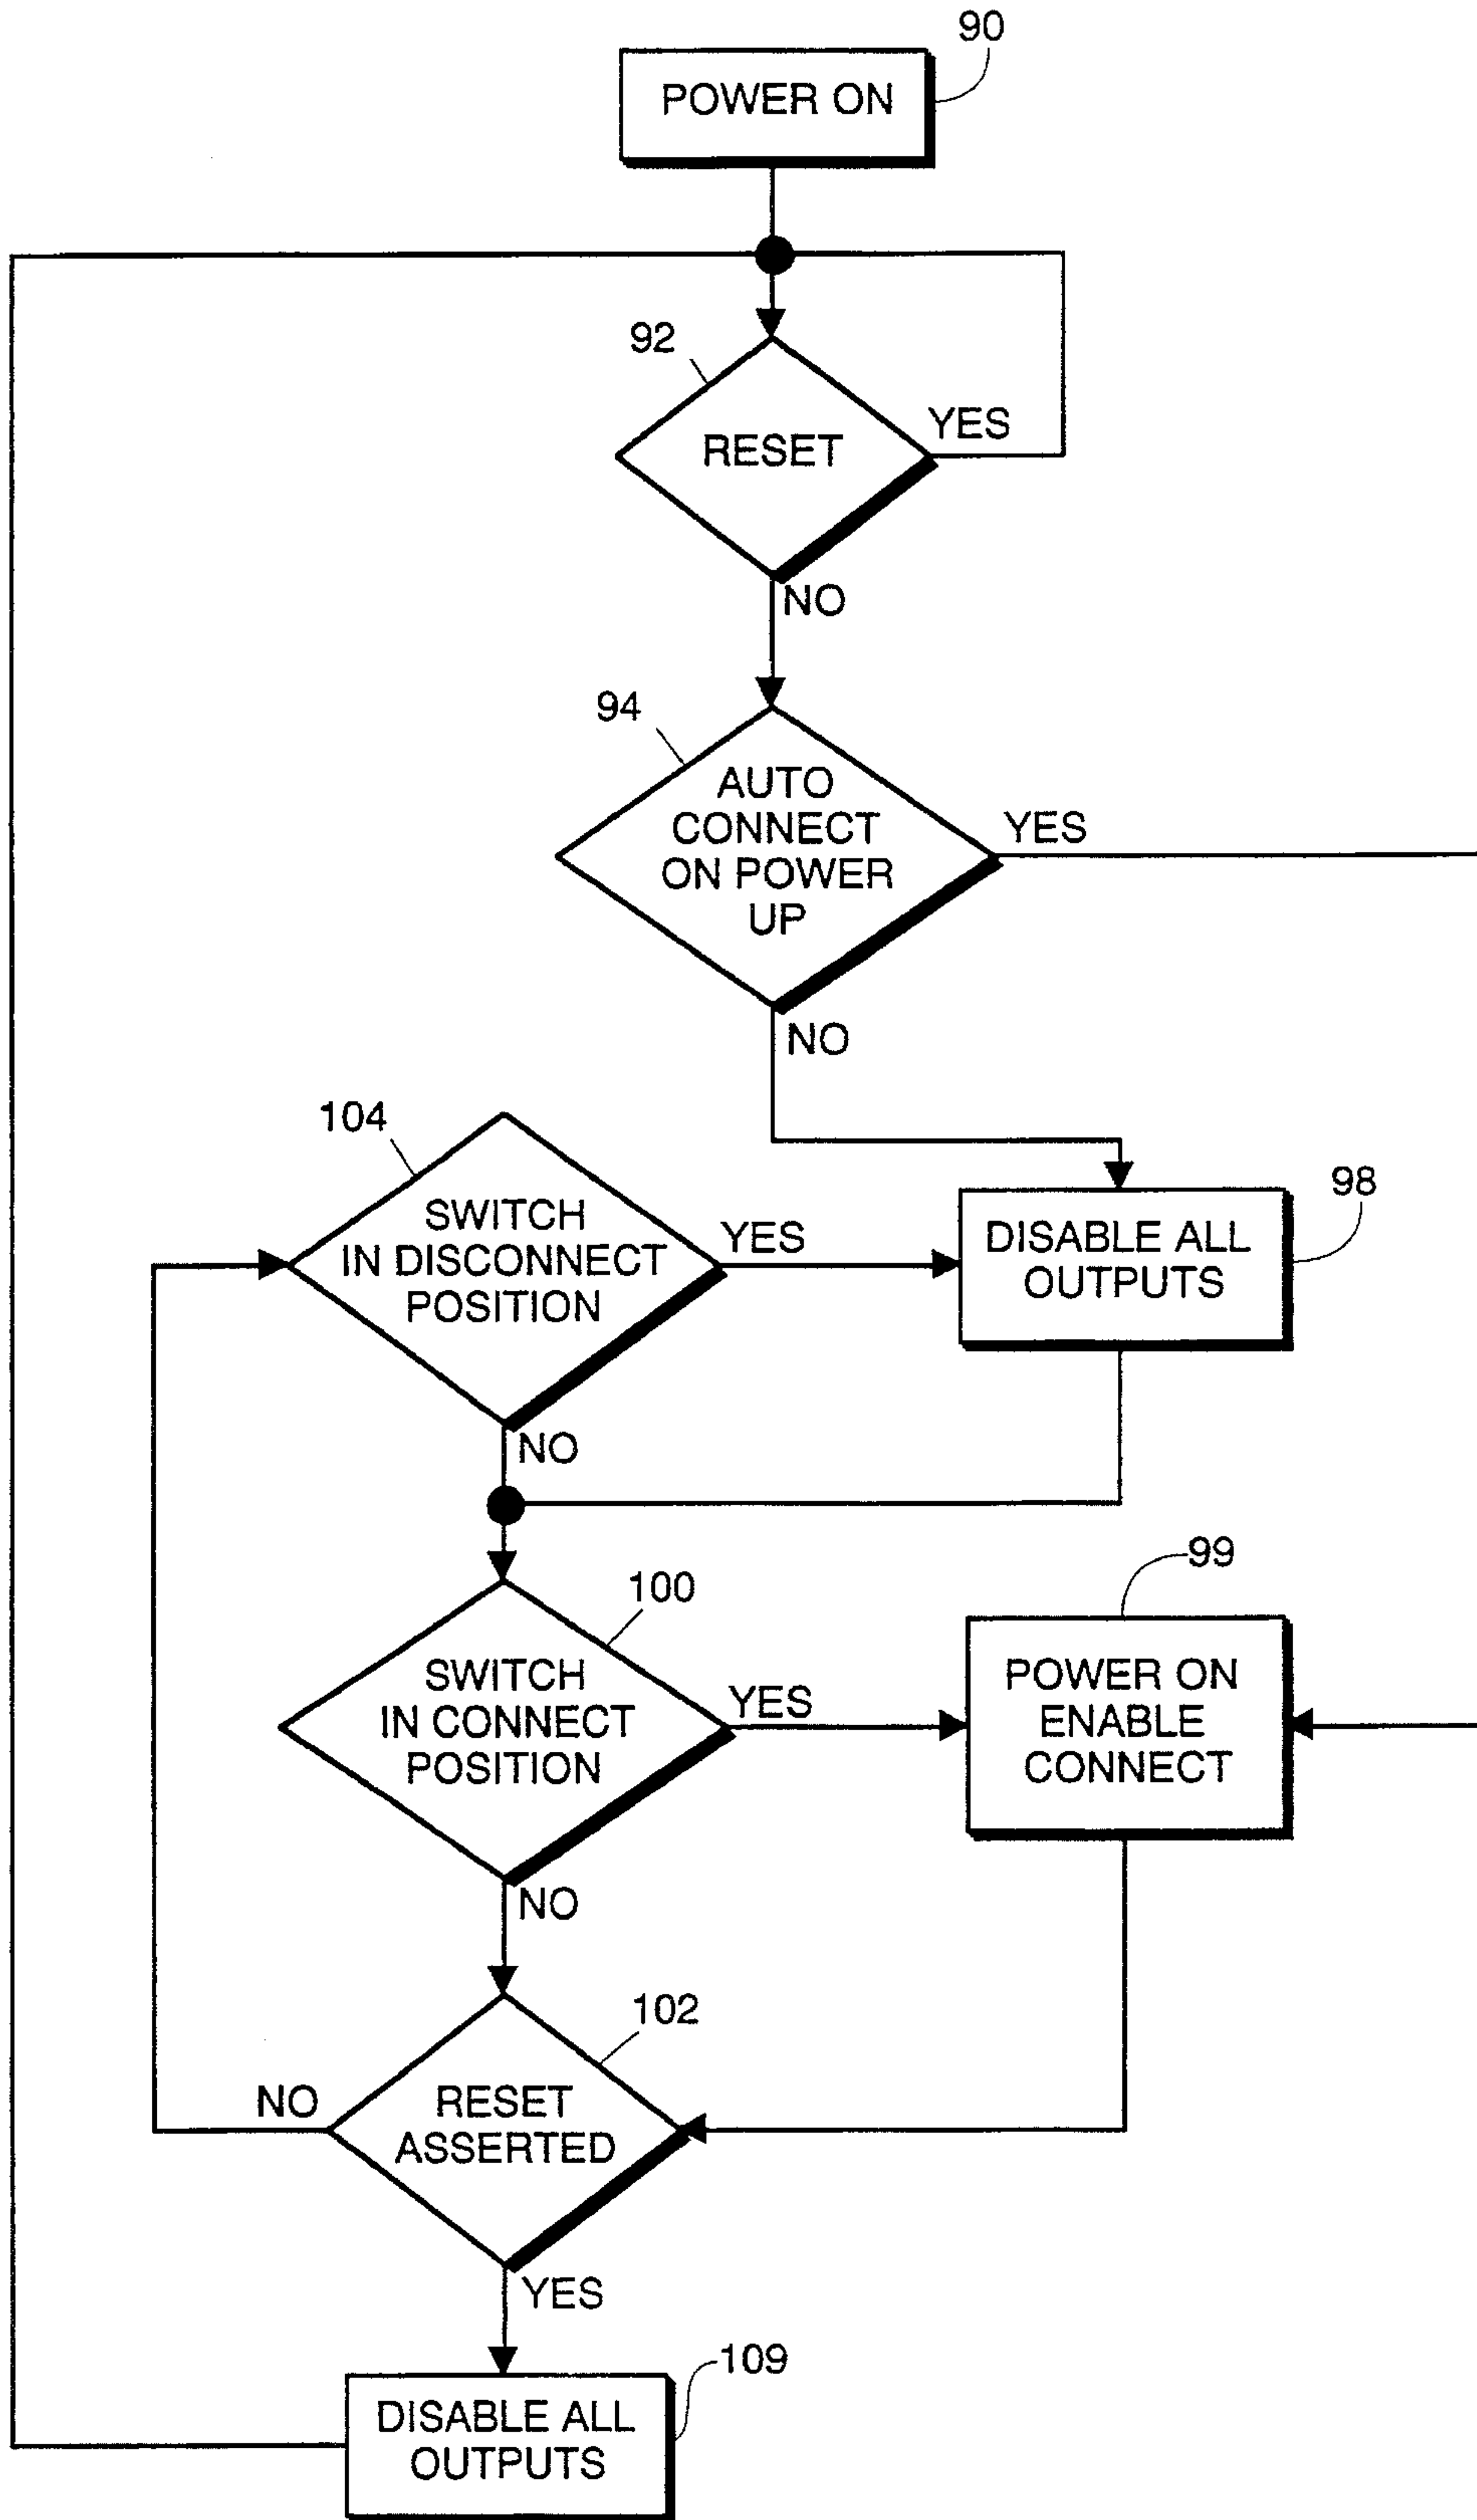 90
POWER ON
92
RESET
YES
NO
94
AUTO
CONNECT
ON POWER
UP
YES
NO
104
SWITCH
IN DISCONNECT
POSITION
YES
NO
98
DISABLE ALL
OUTPUTS
100
SWITCH
IN CONNECT
POSITION
YES
NO
99
POWER ON
ENABLE
CONNECT
102
RESET
ASSERTED
NO
YES
109
DISABLE ALL
OUTPUTS